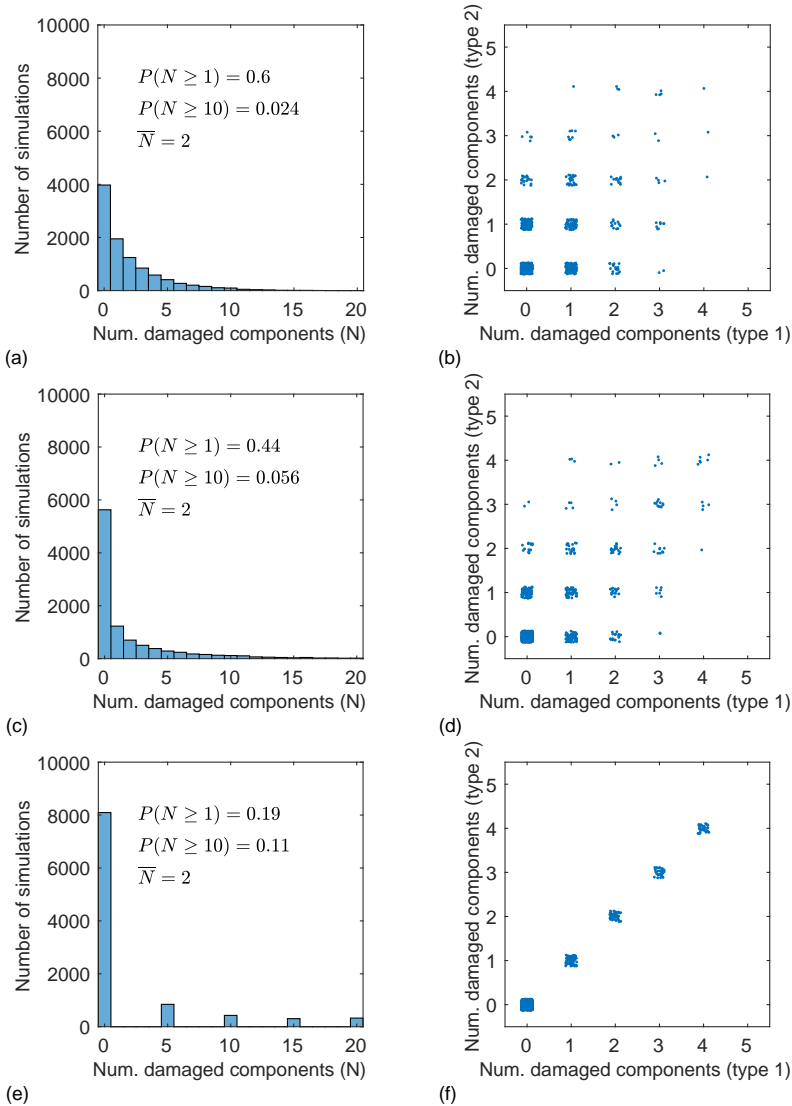 10000
8000
6000
4000
2000
0
Number of simulations
P(N ≥ 1) = 0.6
P(N ≥ 10) = 0.024
N̅ = 2
0 5 10 15 20
Num. damaged components (N)
(a)
5
4
3
2
1
0
Num. damaged components (type 2)
0 1 2 3 4 5
Num. damaged components (type 1)
(b)
10000
8000
6000
4000
2000
0
Number of simulations
P(N ≥ 1) = 0.44
P(N ≥ 10) = 0.056
N̅ = 2
0 5 10 15 20
Num. damaged components (N)
(c)
5
4
3
2
1
0
Num. damaged components (type 2)
0 1 2 3 4 5
Num. damaged components (type 1)
(d)
10000
8000
6000
4000
2000
0
Number of simulations
P(N ≥ 1) = 0.19
P(N ≥ 10) = 0.11
N̅ = 2
0 5 10 15 20
Num. damaged components (N)
(e)
5
4
3
2
1
0
Num. damaged components (type 2)
0 1 2 3 4 5
Num. damaged components (type 1)
(f)